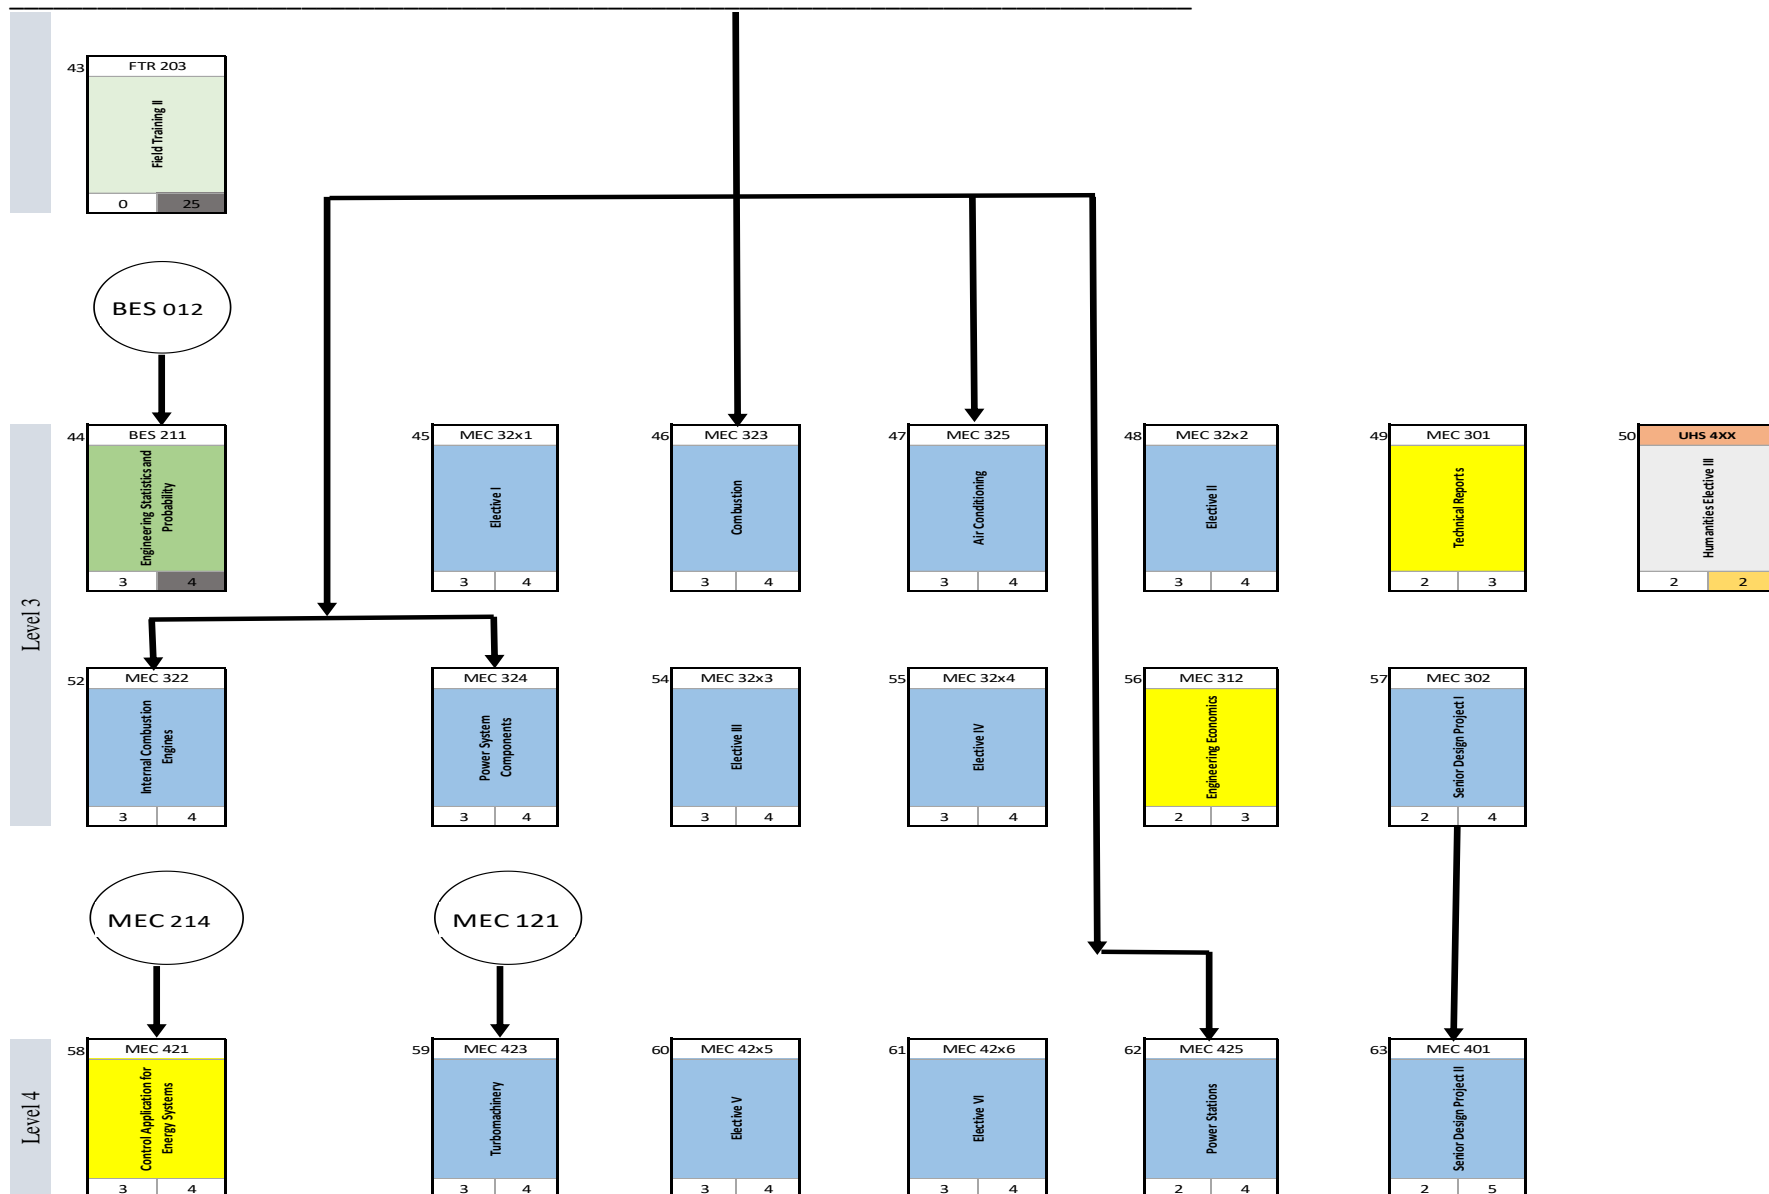 43
FTR 203
Field Training II
0 25
BES 012
Level 3
44
BES 211
Engineering Statistics and
Probability
3 4
45
MEC 32x1
Elective I
3 4
46
MEC 323
Combustion
3 4
47
MEC 325
Air Conditioning
3 4
48
MEC 32x2
Elective II
3 4
49
MEC 301
Technical Reports
2 3
50
UHS 4XX
Humanities Elective III
2 2
52
MEC 322
Internal Combustion
Engines
3 4
MEC 324
Power System
Components
3 4
54
MEC 32x3
Elective III
3 4
55
MEC 32x4
Elective IV
3 4
56
MEC 312
Engineering Economics
2 3
57
MEC 302
Senior Design Project I
2 4
MEC 214
MEC 121
Level 4
58
MEC 421
Control Application for
Energy Systems
3 4
59
MEC 423
Turbomachinery
3 4
60
MEC 42x5
Elective V
3 4
61
MEC 42x6
Elective VI
3 4
62
MEC 425
Power Stations
2 4
63
MEC 401
Senior Design Project II
2 5